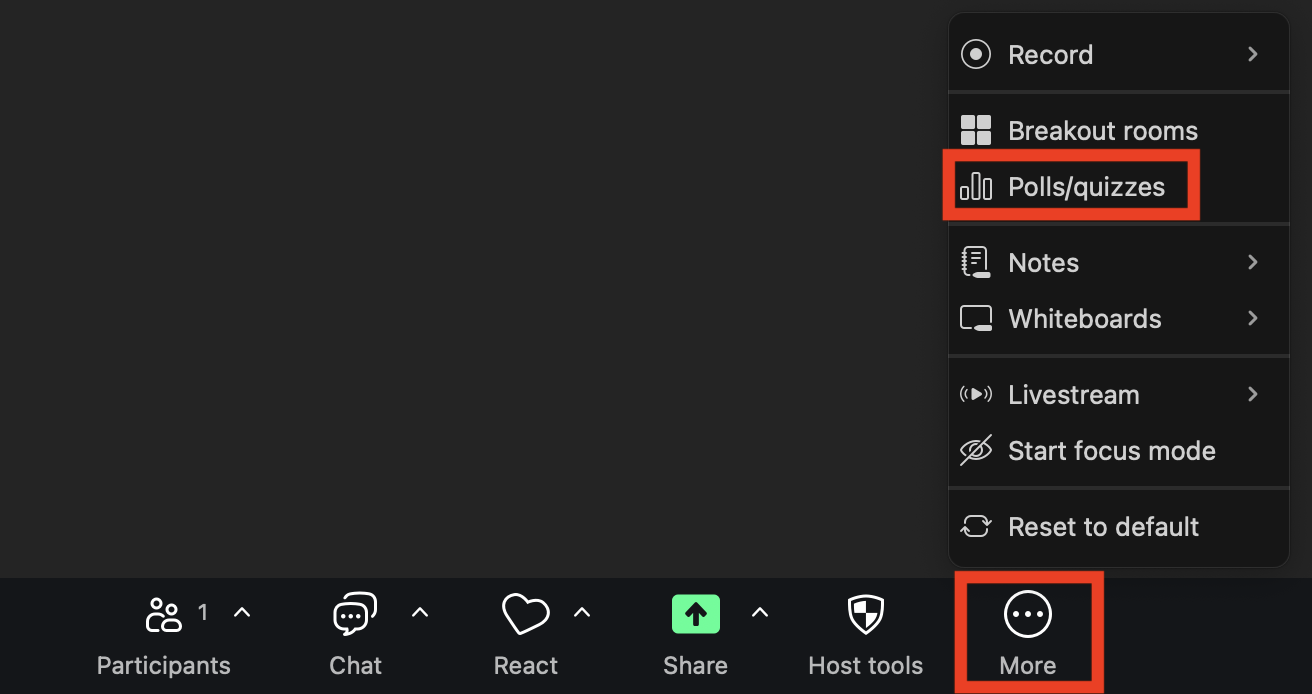 Record
Breakout rooms
Polls/quizzes
Notes
Whiteboards
Livestream
Start focus mode
Reset to default
1
Participants
Chat
React
Share
Host tools
More